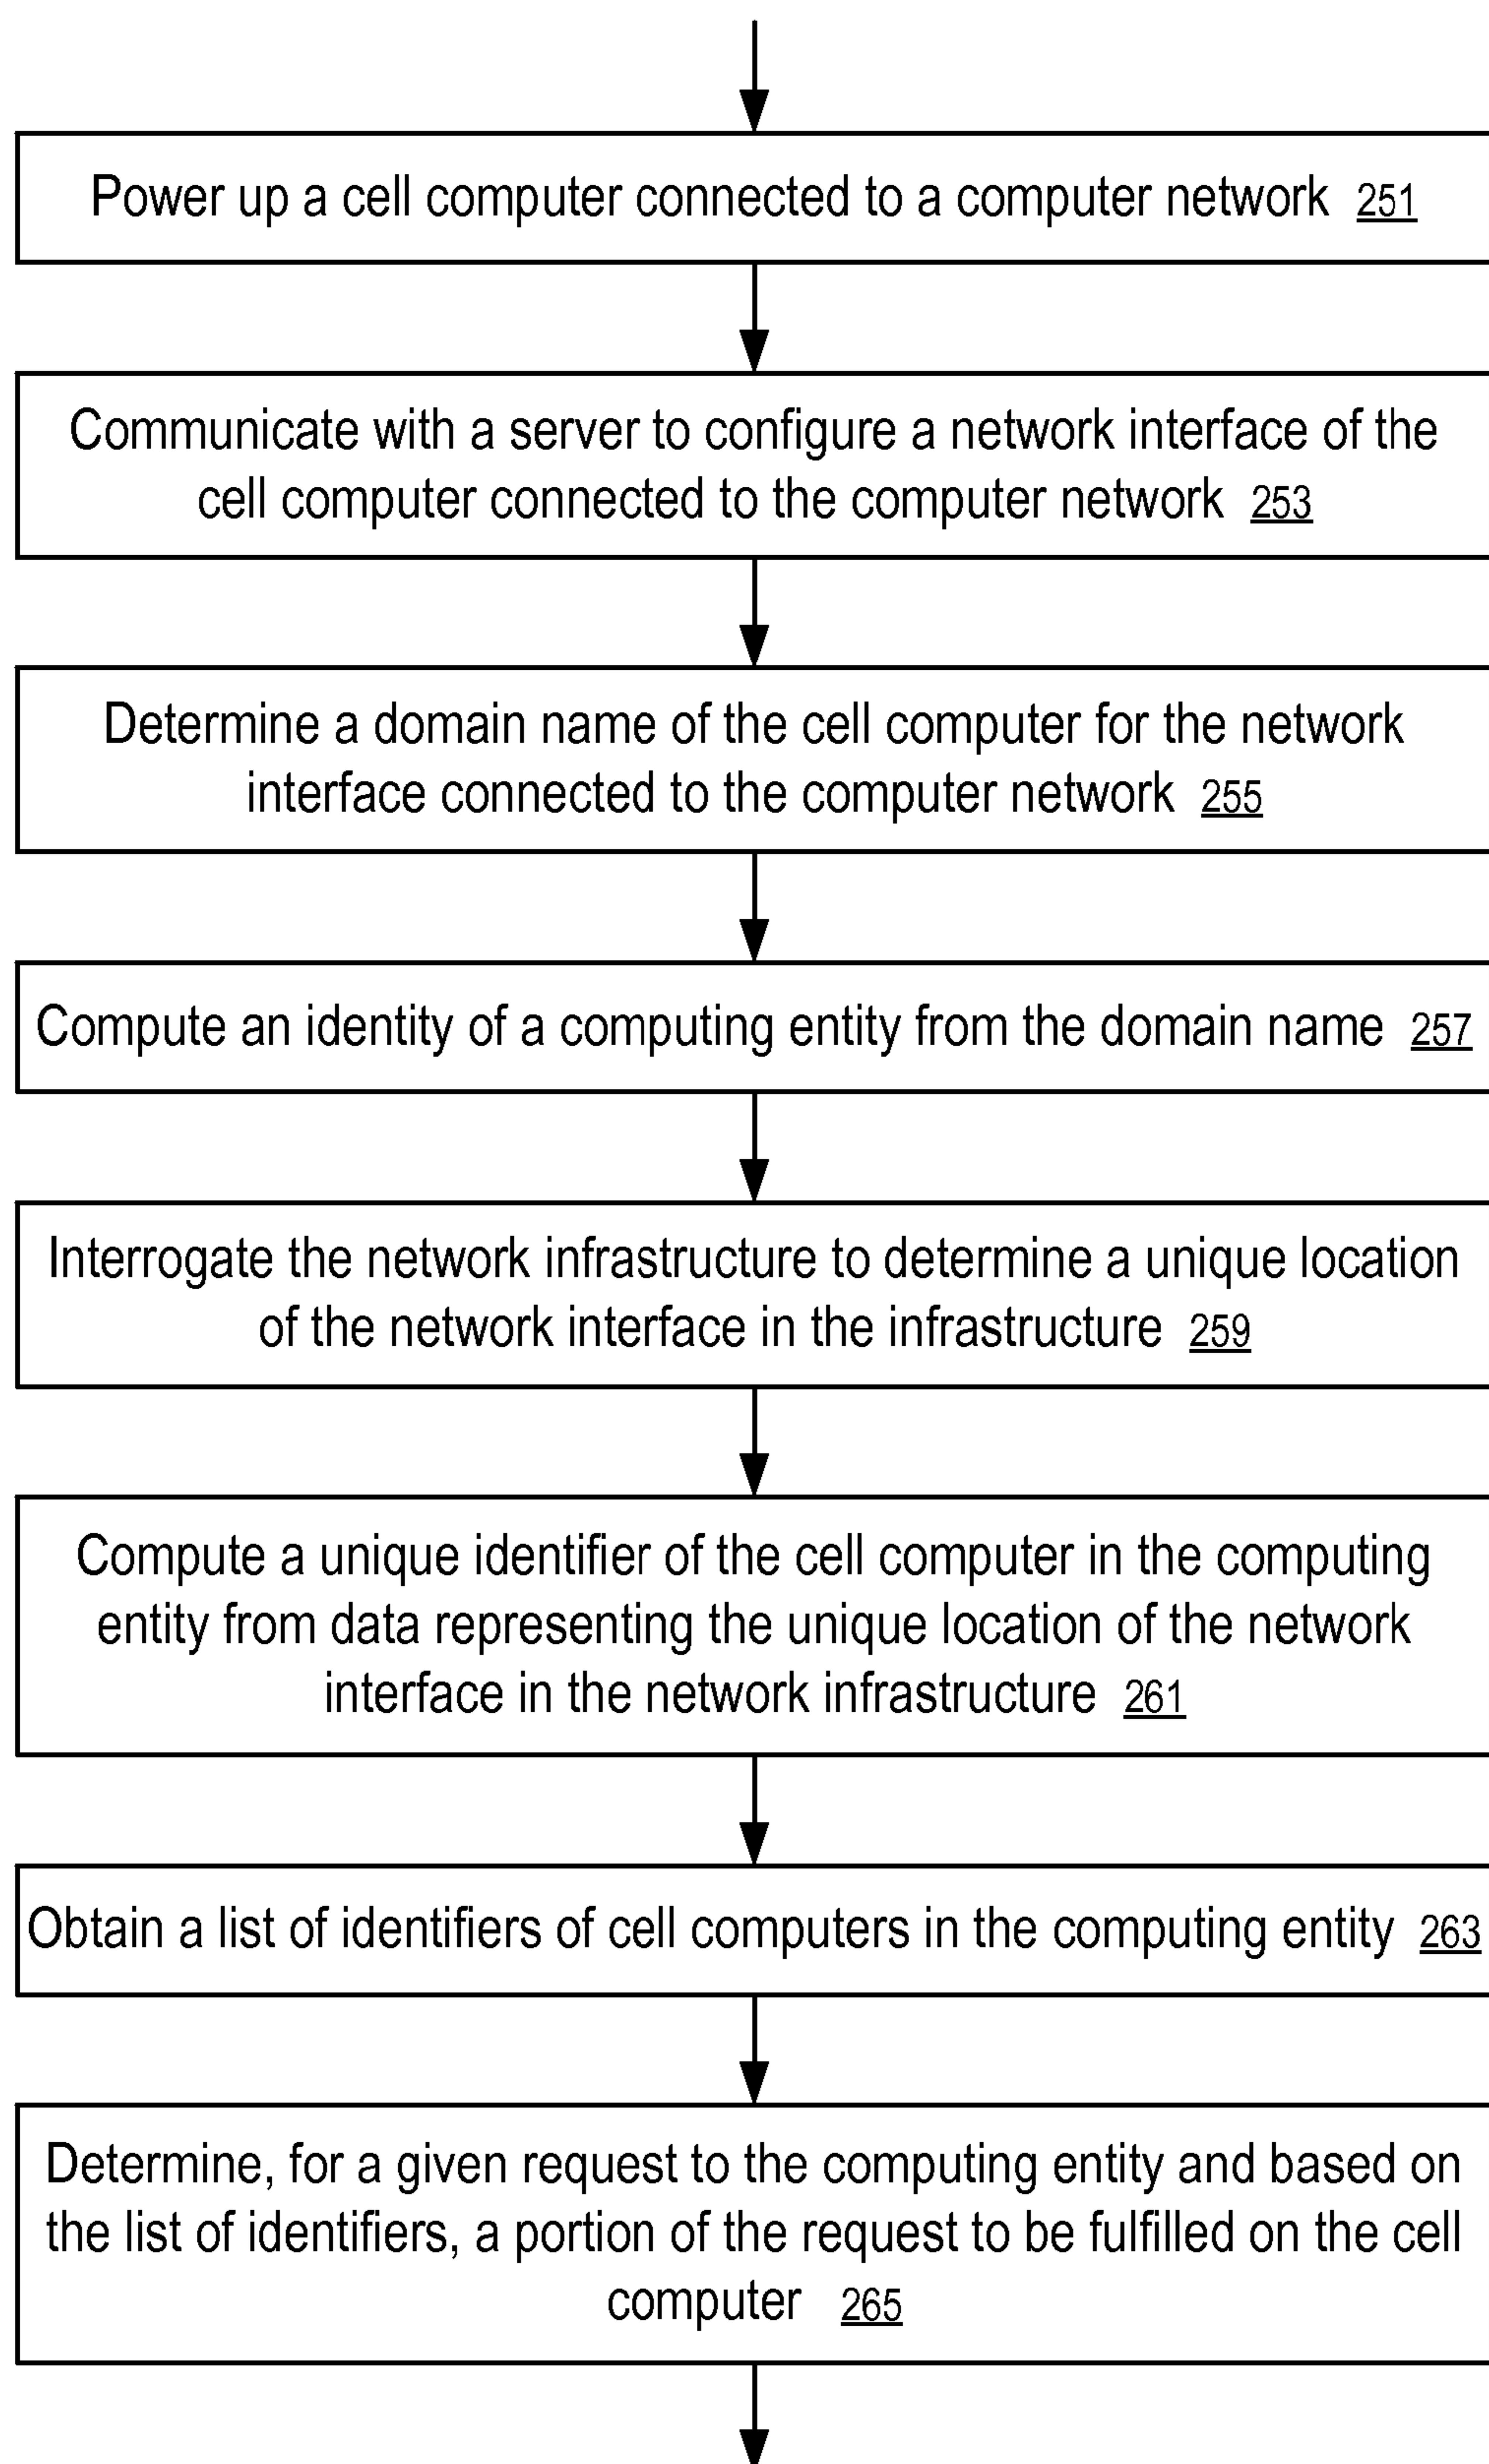 Power up a cell computer connected to a computer network 251
Communicate with a server to configure a network interface of the
cell computer connected to the computer network 253
Determine a domain name of the cell computer for the network
interface connected to the computer network 255
Compute an identity of a computing entity from the domain name 257
Interrogate the network infrastructure to determine a unique location
of the network interface in the infrastructure 259
Compute a unique identifier of the cell computer in the computing
entity from data representing the unique location of the network
interface in the network infrastructure 261
Obtain a list of identifiers of cell computers in the computing entity 263
Determine, for a given request to the computing entity and based on
the list of identifiers, a portion of the request to be fulfilled on the cell
computer 265